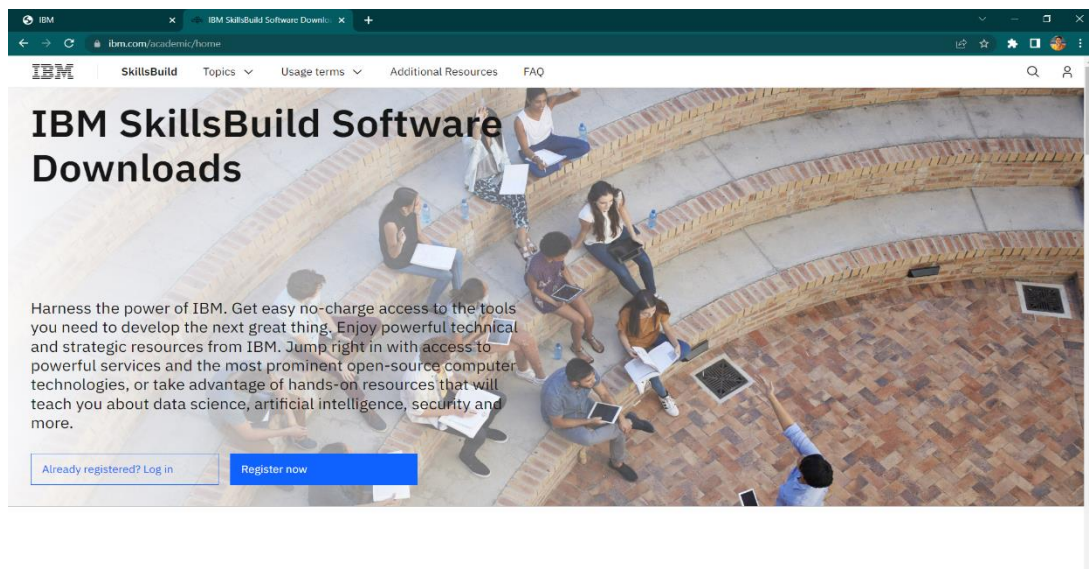 IBM
IBM SkillsBuild Software Downlo
ibm.com/academic/home
IBM SkillsBuild Topics Usage terms Additional Resources FAQ
IBM SkillsBuild Software
Downloads
Harness the power of IBM. Get easy no-charge access to the tools
you need to develop the next great thing. Enjoy powerful technical
and strategic resources from IBM. Jump right in with access to
powerful services and the most prominent open-source computer
technologies, or take advantage of hands-on resources that will
teach you about data science, artificial intelligence, security and
more.
Already registered? Log in
Register now